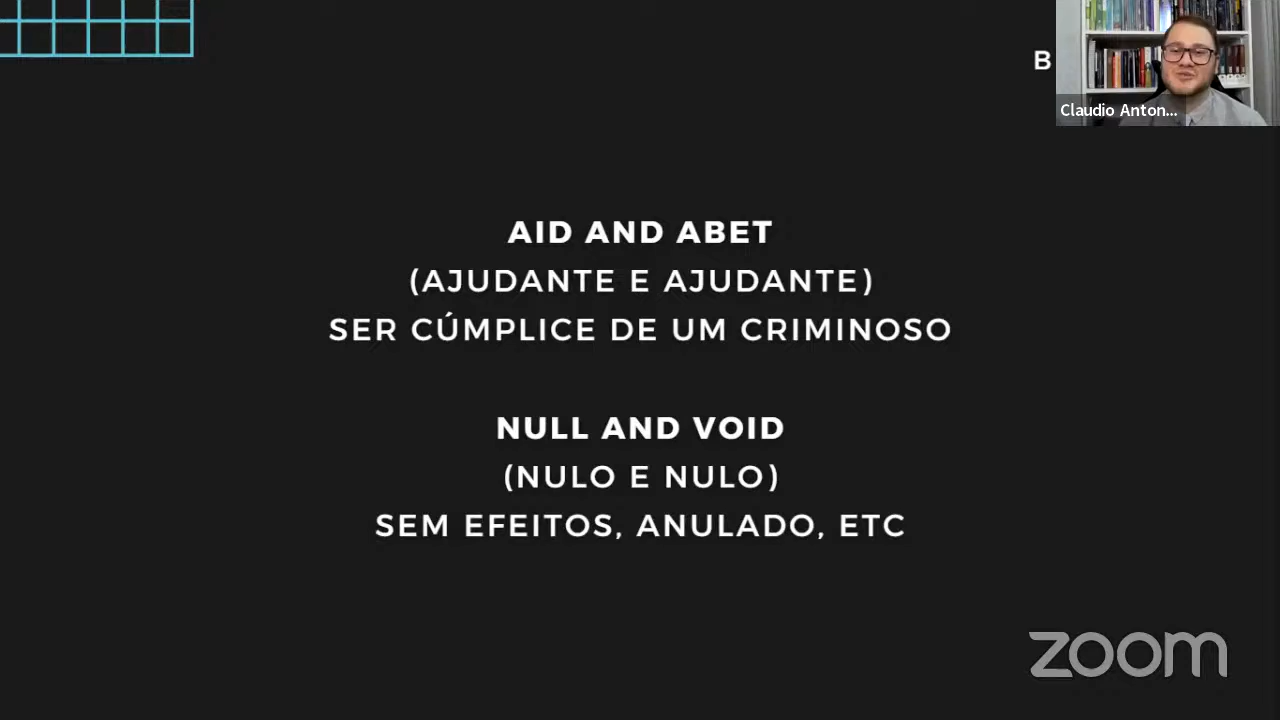 B
Claudio Anton...
AID AND ABET
(AJUDANTE E AJUDANTE)
SER CÚMPLICE DE UM CRIMINOSO
NULL AND VOID
(NULO E NULO)
SEM EFEITOS, ANULADO, ETC
zoom